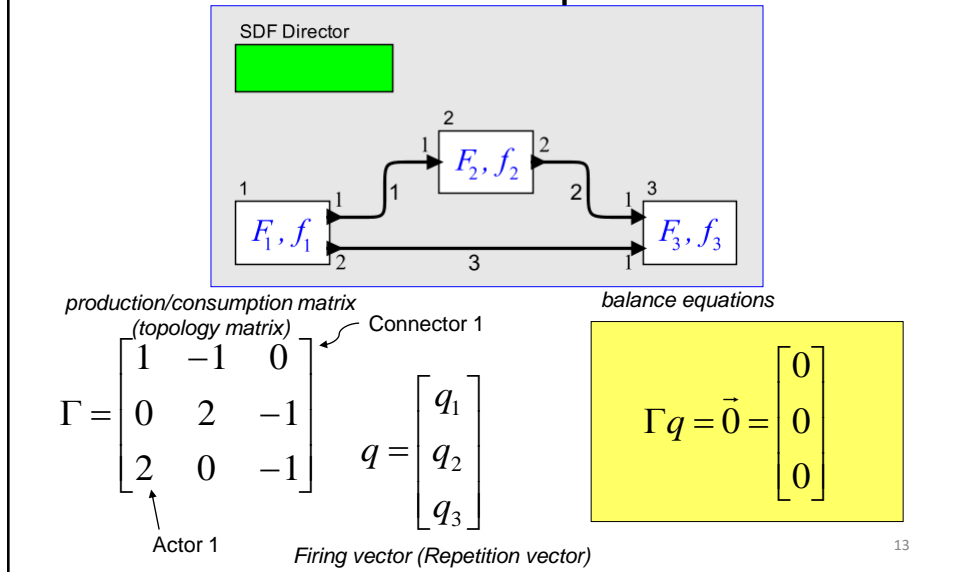 SDF Director
2
1 F₂, f₂ 2
1 1 1 2 1 3
F₁, f₁ F₃, f₃
2 3 1
production/consumption matrix
(topology matrix)
Connector 1
balance equations
Γ = [1 −1 0
0 2 −1
2 0 −1]
q = [q₁
q₂
q₃]
Γq = 0⃗ = [0
0
0]
Actor 1
Firing vector (Repetition vector)
13